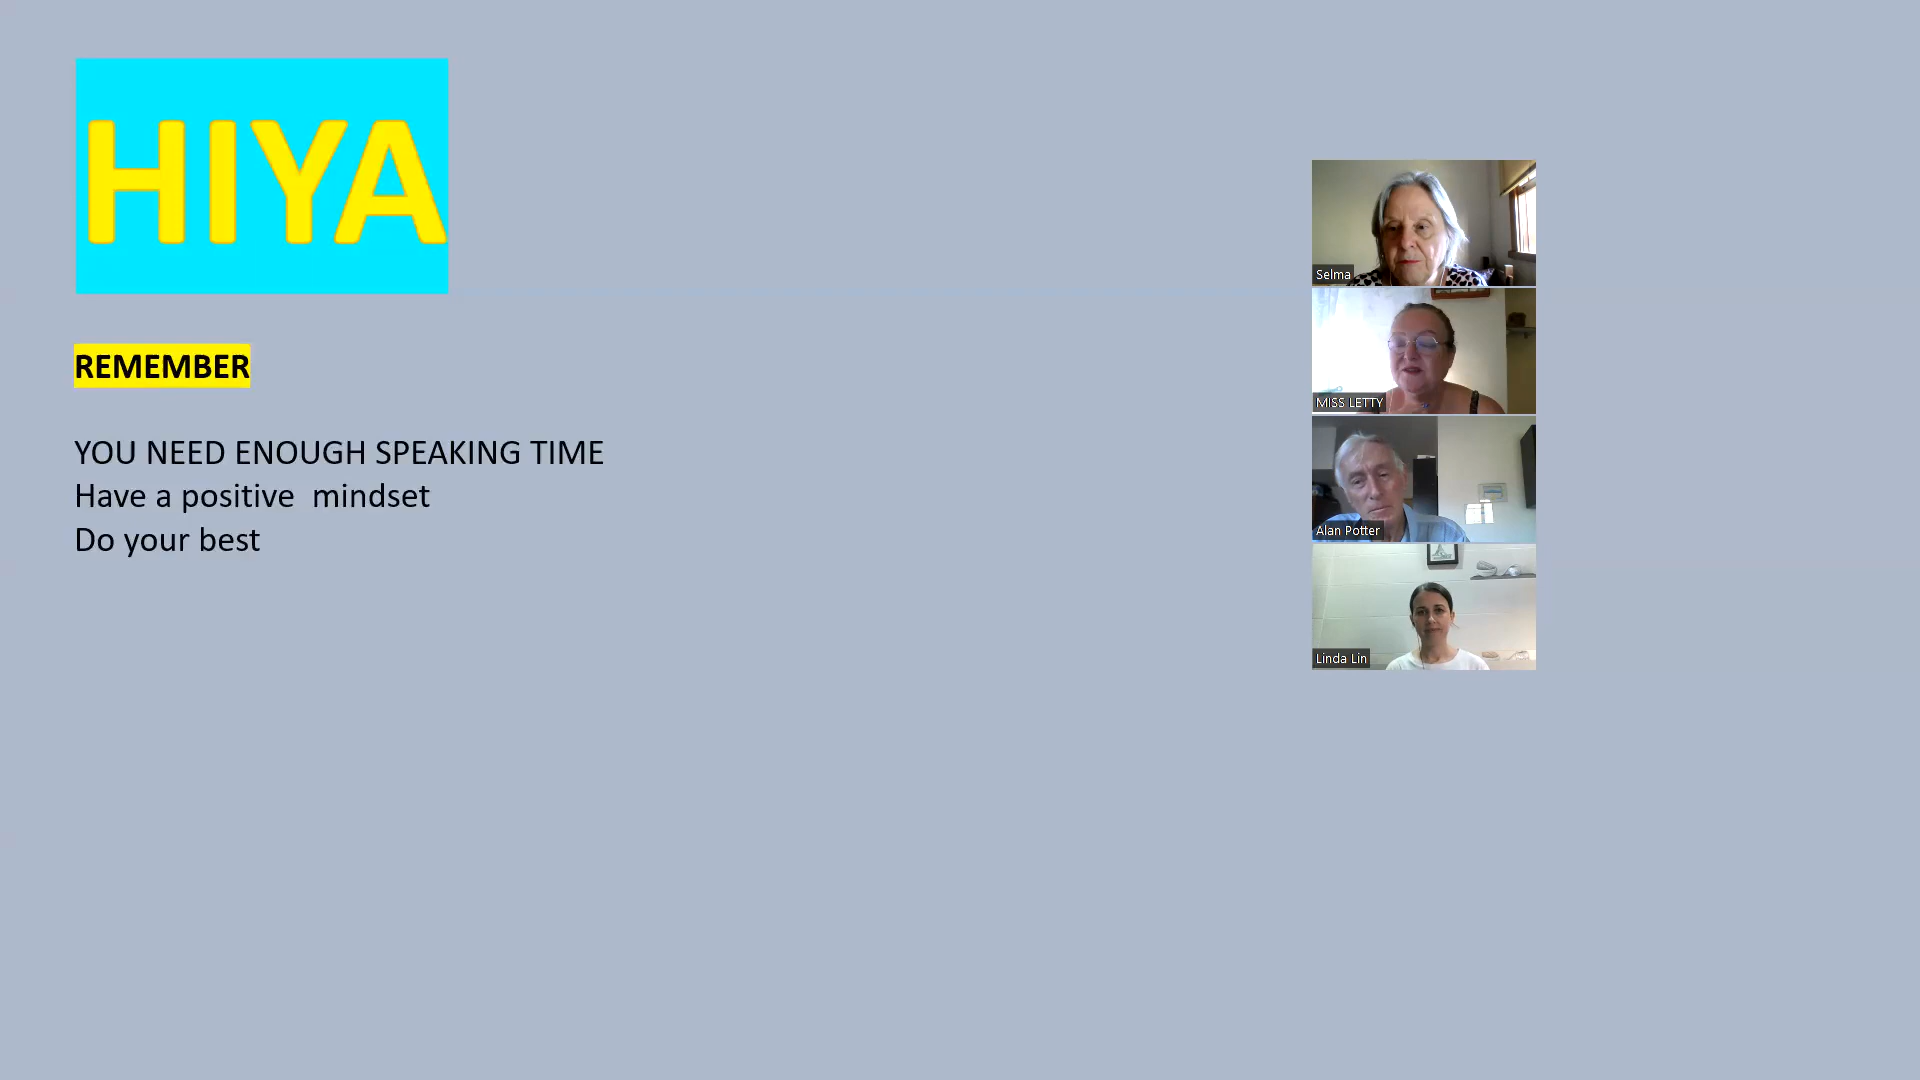 HIYA
REMEMBER
YOU NEED ENOUGH SPEAKING TIME
Have a positive  mindset
Do your best
Selma
MISS LETTY
Alan Potter
Linda Lin